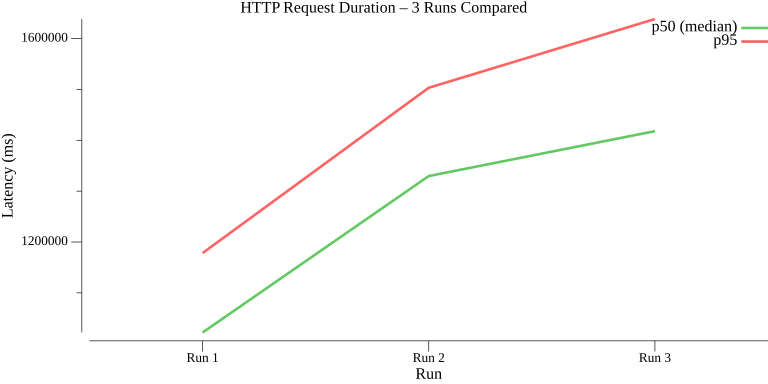 HTTP Request Duration – 3 Runs Compared
p50 (median)
p95
1600000
1200000
Latency (ms)
Run 1
Run 2
Run 3
Run